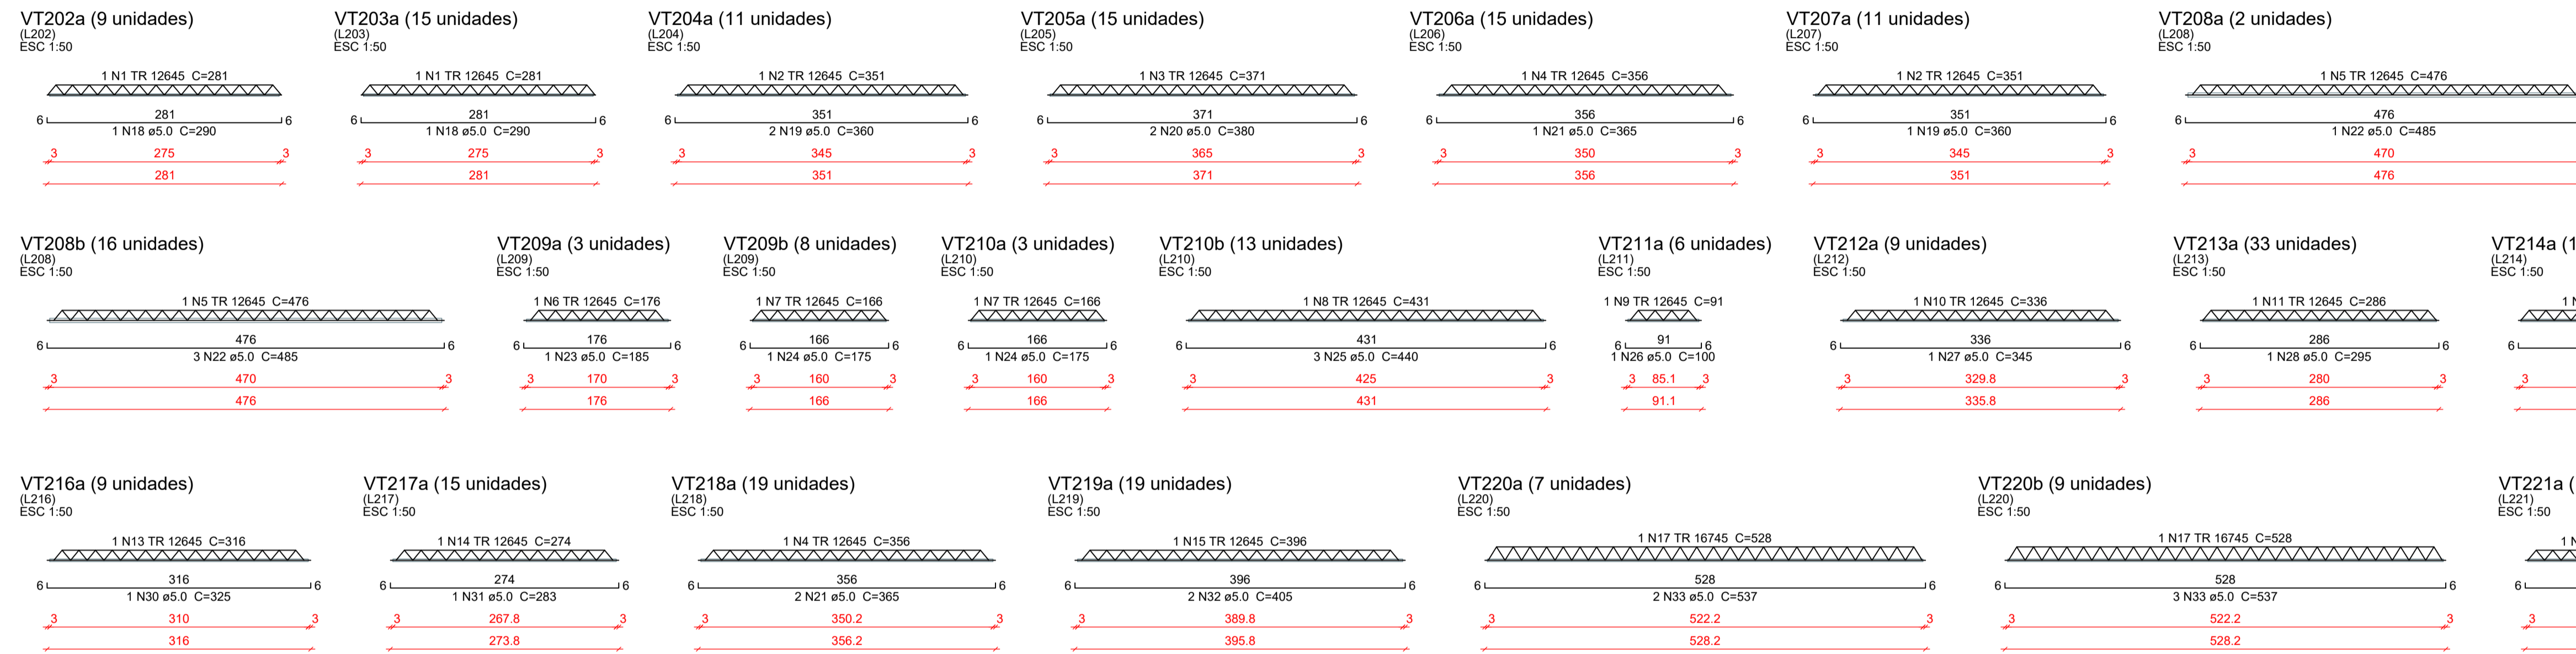 VT202a (9 unidades)
(L202)
ESC 1:50
1 N1 TR 12645 C=281
281
6 6
1 N18 ø5.0 C=290
3 275 3
281
VT203a (15 unidades)
(L203)
ESC 1:50
1 N1 TR 12645 C=281
281
6 6
1 N18 ø5.0 C=290
3 275 3
281
VT204a (11 unidades)
(L204)
ESC 1:50
1 N2 TR 12645 C=351
351
6 6
2 N19 ø5.0 C=360
3 345 3
351
VT205a (15 unidades)
(L205)
ESC 1:50
1 N3 TR 12645 C=371
371
6 6
2 N20 ø5.0 C=380
3 365 3
371
VT206a (15 unidades)
(L206)
ESC 1:50
1 N4 TR 12645 C=356
356
6 6
1 N21 ø5.0 C=365
3 350 3
356
VT207a (11 unidades)
(L207)
ESC 1:50
1 N2 TR 12645 C=351
351
6 6
1 N19 ø5.0 C=360
3 345 3
351
VT208a (2 unidades)
(L208)
ESC 1:50
1 N5 TR 12645 C=476
476
6
1 N22 ø5.0 C=485
3 470
476
VT208b (16 unidades)
(L208)
ESC 1:50
1 N5 TR 12645 C=476
476
6 6
3 N22 ø5.0 C=485
3 470 3
476
VT209a (3 unidades)
(L209)
ESC 1:50
1 N6 TR 12645 C=176
176
6 6
1 N23 ø5.0 C=185
3 170 3
176
VT209b (8 unidades)
(L209)
ESC 1:50
1 N7 TR 12645 C=166
166
6 6
1 N24 ø5.0 C=175
3 160 3
166
VT210a (3 unidades)
(L210)
ESC 1:50
1 N7 TR 12645 C=166
166
6 6
1 N24 ø5.0 C=175
3 160 3
166
VT210b (13 unidades)
(L210)
ESC 1:50
1 N8 TR 12645 C=431
431
6 6
3 N25 ø5.0 C=440
3 425 3
431
VT211a (6 unidades)
(L211)
ESC 1:50
1 N9 TR 12645 C=91
91
6 6
1 N26 ø5.0 C=100
3 85.1 3
91.1
VT212a (9 unidades)
(L212)
ESC 1:50
1 N10 TR 12645 C=336
336
6 6
1 N27 ø5.0 C=345
3 329.8 3
335.8
VT213a (33 unidades)
(L213)
ESC 1:50
1 N11 TR 12645 C=286
286
6 6
1 N28 ø5.0 C=295
3 280 3
286
VT214a (1
(L214)
ESC 1:50
1
6
3
VT216a (9 unidades)
(L216)
ESC 1:50
1 N13 TR 12645 C=316
316
6 6
1 N30 ø5.0 C=325
3 310 3
316
VT217a (15 unidades)
(L217)
ESC 1:50
1 N14 TR 12645 C=274
274
6 6
1 N31 ø5.0 C=283
3 267.8 3
273.8
VT218a (19 unidades)
(L218)
ESC 1:50
1 N4 TR 12645 C=356
356
6 6
2 N21 ø5.0 C=365
3 350.2 3
356.2
VT219a (19 unidades)
(L219)
ESC 1:50
1 N15 TR 12645 C=396
396
6 6
2 N32 ø5.0 C=405
3 389.8 3
395.8
VT220a (7 unidades)
(L220)
ESC 1:50
1 N17 TR 16745 C=528
528
6 6
2 N33 ø5.0 C=537
3 522.2 3
528.2
VT220b (9 unidades)
(L220)
ESC 1:50
1 N17 TR 16745 C=528
528
6 6
3 N33 ø5.0 C=537
3 522.2 3
528.2
VT221a (
(L221)
ESC 1:50
1
6
3